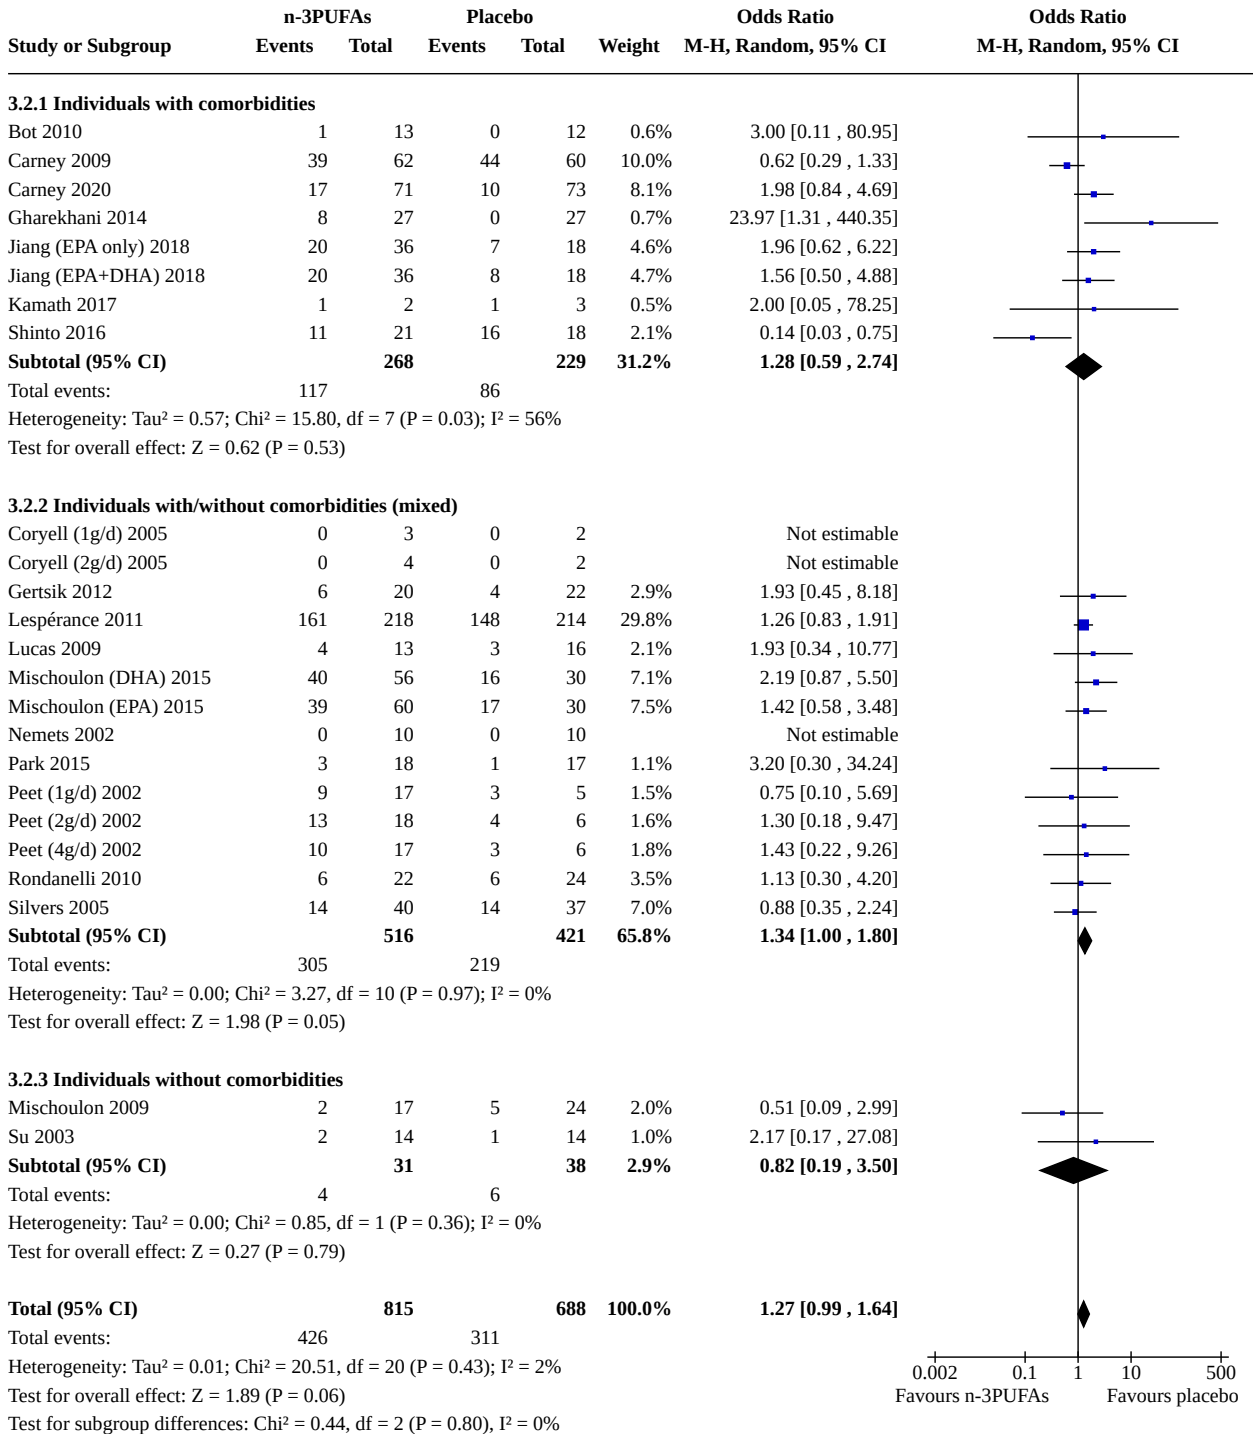 n-3PUFAs Placebo Odds Ratio Odds Ratio
Study or Subgroup Events Total Events Total Weight M-H, Random, 95% CI M-H, Random, 95% CI
3.2.1 Individuals with comorbidities
Bot 2010 1 13 0 12 0.6% 3.00 [0.11 , 80.95]
Carney 2009 39 62 44 60 10.0% 0.62 [0.29 , 1.33]
Carney 2020 17 71 10 73 8.1% 1.98 [0.84 , 4.69]
Gharekhani 2014 8 27 0 27 0.7% 23.97 [1.31 , 440.35]
Jiang (EPA only) 2018 20 36 7 18 4.6% 1.96 [0.62 , 6.22]
Jiang (EPA+DHA) 2018 20 36 8 18 4.7% 1.56 [0.50 , 4.88]
Kamath 2017 1 2 1 3 0.5% 2.00 [0.05 , 78.25]
Shinto 2016 11 21 16 18 2.1% 0.14 [0.03 , 0.75]
Subtotal (95% CI) 268 229 31.2% 1.28 [0.59 , 2.74]
Total events: 117 86
Heterogeneity: Tau² = 0.57; Chi² = 15.80, df = 7 (P = 0.03); I² = 56%
Test for overall effect: Z = 0.62 (P = 0.53)
3.2.2 Individuals with/without comorbidities (mixed)
Coryell (1g/d) 2005 0 3 0 2 Not estimable
Coryell (2g/d) 2005 0 4 0 2 Not estimable
Gertsik 2012 6 20 4 22 2.9% 1.93 [0.45 , 8.18]
Lespérance 2011 161 218 148 214 29.8% 1.26 [0.83 , 1.91]
Lucas 2009 4 13 3 16 2.1% 1.93 [0.34 , 10.77]
Mischoulon (DHA) 2015 40 56 16 30 7.1% 2.19 [0.87 , 5.50]
Mischoulon (EPA) 2015 39 60 17 30 7.5% 1.42 [0.58 , 3.48]
Nemets 2002 0 10 0 10 Not estimable
Park 2015 3 18 1 17 1.1% 3.20 [0.30 , 34.24]
Peet (1g/d) 2002 9 17 3 5 1.5% 0.75 [0.10 , 5.69]
Peet (2g/d) 2002 13 18 4 6 1.6% 1.30 [0.18 , 9.47]
Peet (4g/d) 2002 10 17 3 6 1.8% 1.43 [0.22 , 9.26]
Rondanelli 2010 6 22 6 24 3.5% 1.13 [0.30 , 4.20]
Silvers 2005 14 40 14 37 7.0% 0.88 [0.35 , 2.24]
Subtotal (95% CI) 516 421 65.8% 1.34 [1.00 , 1.80]
Total events: 305 219
Heterogeneity: Tau² = 0.00; Chi² = 3.27, df = 10 (P = 0.97); I² = 0%
Test for overall effect: Z = 1.98 (P = 0.05)
3.2.3 Individuals without comorbidities
Mischoulon 2009 2 17 5 24 2.0% 0.51 [0.09 , 2.99]
Su 2003 2 14 1 14 1.0% 2.17 [0.17 , 27.08]
Subtotal (95% CI) 31 38 2.9% 0.82 [0.19 , 3.50]
Total events: 4 6
Heterogeneity: Tau² = 0.00; Chi² = 0.85, df = 1 (P = 0.36); I² = 0%
Test for overall effect: Z = 0.27 (P = 0.79)
Total (95% CI) 815 688 100.0% 1.27 [0.99 , 1.64]
Total events: 426 311
Heterogeneity: Tau² = 0.01; Chi² = 20.51, df = 20 (P = 0.43); I² = 2%
Test for overall effect: Z = 1.89 (P = 0.06)
Test for subgroup differences: Chi² = 0.44, df = 2 (P = 0.80), I² = 0%
0.002 0.1 1 10 500
Favours n-3PUFAs Favours placebo